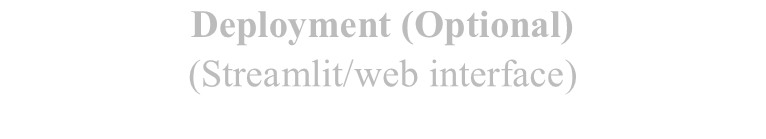 Deployment (Optional)
(Streamlit/web interface)